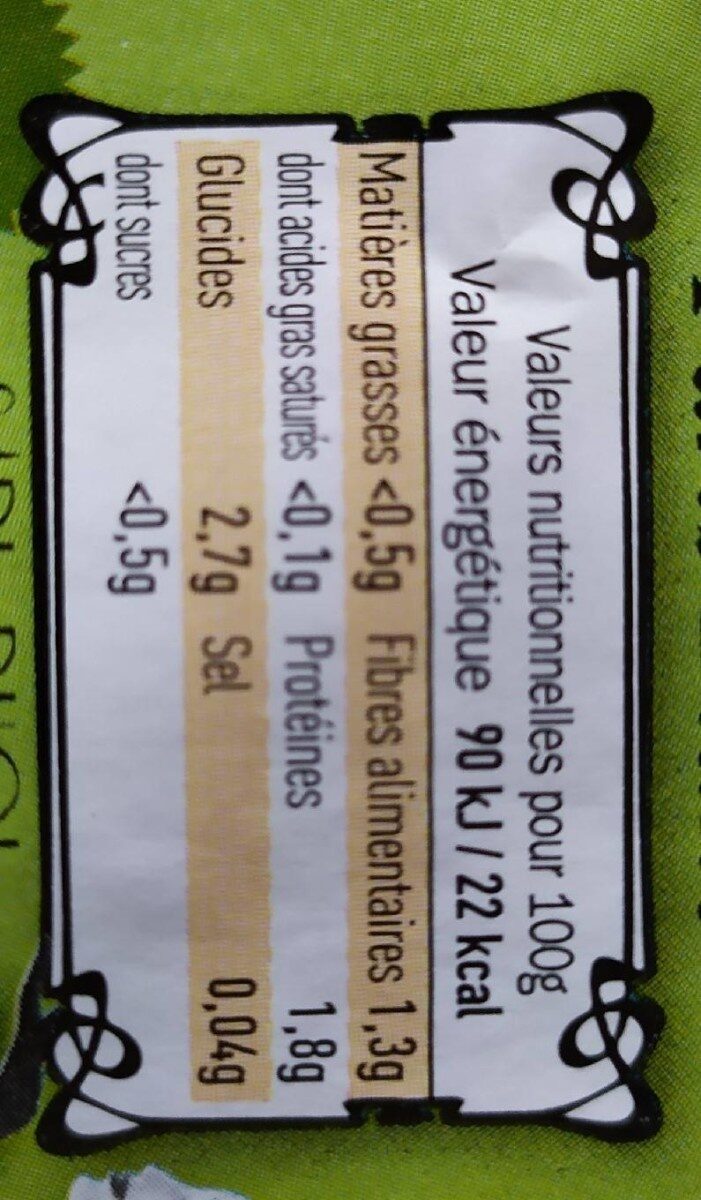 Valeurs nutritionnelles pour 100g
Valeur énergétique 90 kJ / 22 kcal
Matières grasses <0,5g Fibres alimentaires 1,3g
dont acides gras saturés <0,1g Protéines 1,8g
Glucides 2,7g Sel 0,04g
dont sucres <0,5g